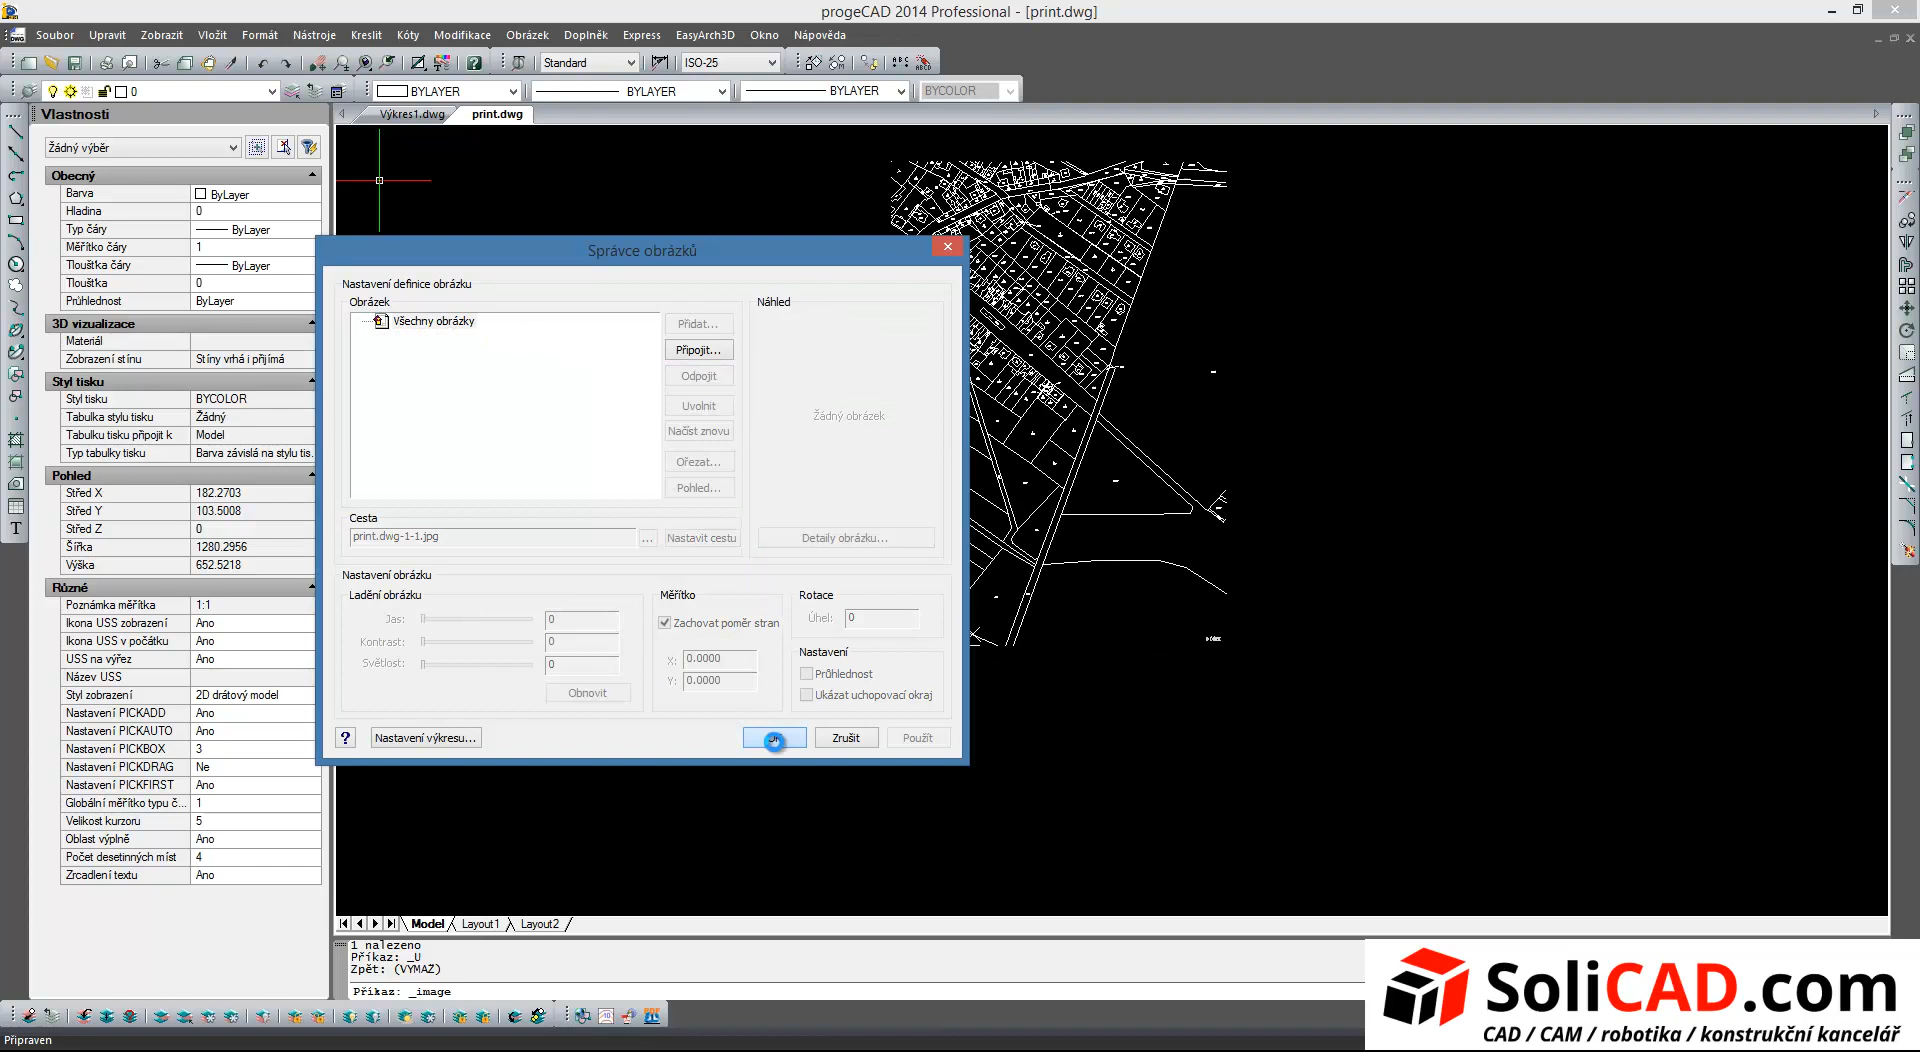 progeCAD 2014 Professional - [print.dwg]
Soubor Upravit Zobrazit Vložit Formát Nástroje Kreslit Kóty Modifikace Obrázek Doplněk Express EasyArch3D Okno Nápověda
Standard ISO-25
0 BYLAYER BYLAYER BYLAYER BYCOLOR
Vlastnosti
Výkres1.dwg print.dwg
Žádný výběr
Obecný
Barva ByLayer
Hladina 0
Typ čáry ByLayer
Měřítko čáry 1
Tloušťka čáry ByLayer
Tloušťka 0
Průhlednost ByLayer
3D vizualizace
Materiál
Zobrazení stínu Stíny vrhá i přijímá
Styl tisku
Styl tisku BYCOLOR
Tabulka stylu tisku Žádný
Tabulku tisku připojit k Model
Typ tabulky tisku Barva závislá na stylu tis.
Pohled
Střed X 182.2703
Střed Y 103.5008
Střed Z 0
Šířka 1280.2956
Výška 652.5218
Různé
Poznámka měřítka 1:1
Ikona USS zobrazení Ano
Ikona USS v počátku Ano
USS na výřez Ano
Název USS
Styl zobrazení 2D drátový model
Nastavení PICKADD Ano
Nastavení PICKAUTO Ano
Nastavení PICKBOX 3
Nastavení PICKDRAG Ne
Nastavení PICKFIRST Ano
Globální měřítko typu č... 1
Velikost kurzoru 5
Oblast výplně Ano
Počet desetinných míst 4
Zrcadlení textu Ano
Správce obrázků
Nastavení definice obrázku
Obrázek
Všechny obrázky
Přidat...
Připojit...
Odpojit
Uvolnit
Načíst znovu
Ořezat...
Pohled...
Náhled
Žádný obrázek
Cesta
print.dwg-1-1.jpg ... Nastavit cestu
Detaily obrázku...
Nastavení obrázku
Ladění obrázku
Jas: 0
Kontrast: 0
Světlost: 0
Obnovit
Měřítko
Zachovat poměr stran
X: 0.0000
Y: 0.0000
Rotace
Úhel: 0
Nastavení
Průhlednost
Ukázat uchopovací okraj
? Nastavení výkresu... Zrušit Použít
Model Layout1 Layout2
1 nalezeno
Příkaz: _U
Zpět: (VYMAŽ)
Příkaz: _image
Připraven
SoliCAD.com
CAD / CAM / robotika / konstrukční kancelář